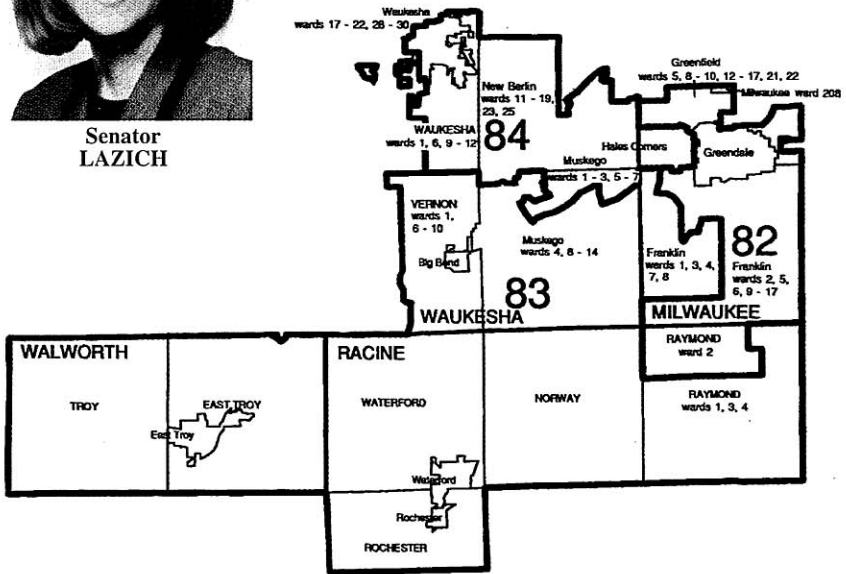 Senator
LAZICH
Waukesha
wards 17 - 22, 28 - 30
Greenfield
wards 5, 8 - 10, 12 - 17, 21, 22
Milwaukee ward 208
New Berlin
wards 11 - 19,
23, 25
84
WAUKESHA
wards 1, 6, 9 - 12
Hales Corners
Greendale
Muskego
wards 1 - 3, 5 - 7
VERNON
wards 1,
6 - 10
Big Bend
Muskego
wards 4, 8 - 14
83
WAUKESHA
Franklin
wards 1, 3, 4,
7, 8
82
Franklin
wards 2, 5,
6, 9 - 17
MILWAUKEE
WALWORTH
TROY
EAST TROY
East Troy
RACINE
WATERFORD
Waterford
Rochester
ROCHESTER
NORWAY
RAYMOND
ward 2
RAYMOND
wards 1, 3, 4